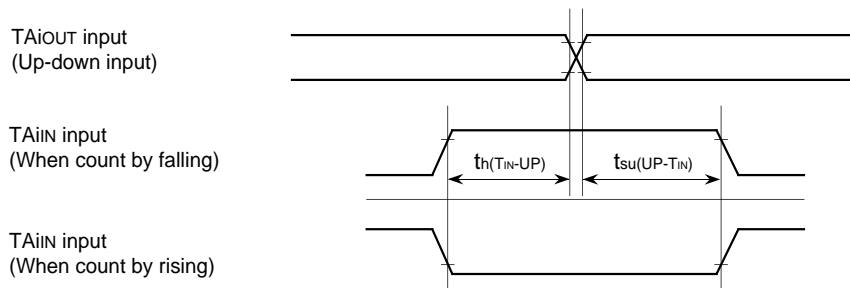 TAiOUT input
(Up-down input)
TAiIN input
(When count by falling)
th(TIN-UP)
tsu(UP-TIN)
TAiIN input
(When count by rising)